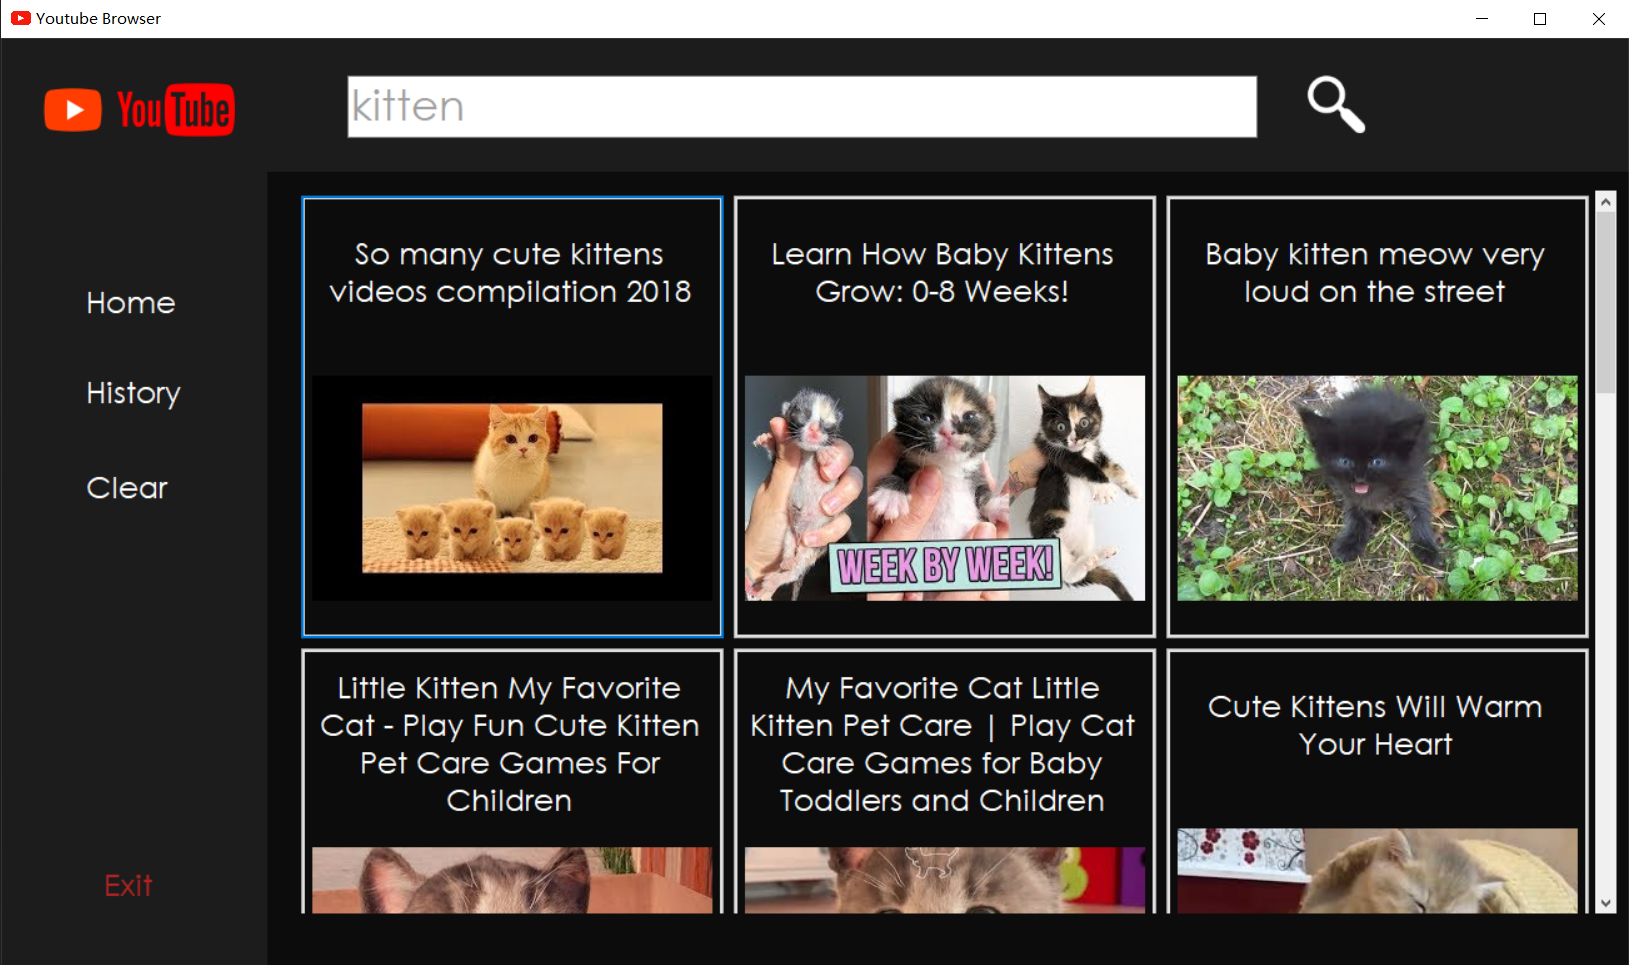 Youtube Browser
YouTube
kitten
Home
History
Clear
Exit
So many cute kittens
videos compilation 2018
Learn How Baby Kittens
Grow: 0-8 Weeks!
WEEK BY WEEK!
Baby kitten meow very
loud on the street
Little Kitten My Favorite
Cat - Play Fun Cute Kitten
Pet Care Games For
Children
My Favorite Cat Little
Kitten Pet Care | Play Cat
Care Games for Baby
Toddlers and Children
Cute Kittens Will Warm
Your Heart